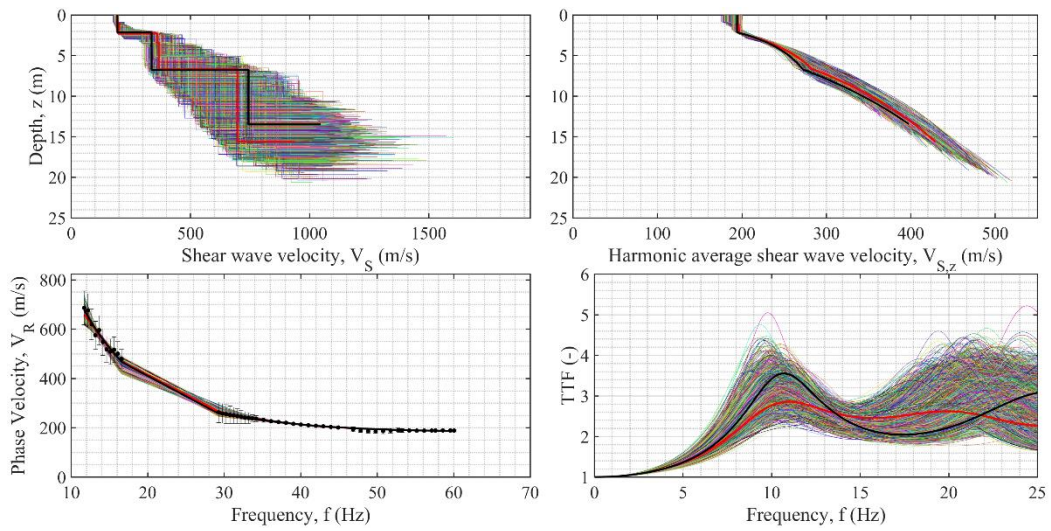 0
5
10
15
20
25
Depth, z (m)
0 500 1000 1500
Shear wave velocity, V_S (m/s)
0
5
10
15
20
25
0 100 200 300 400 500
Harmonic average shear wave velocity, V_S,z (m/s)
800
600
400
200
0
Phase Velocity, V_R (m/s)
10 20 30 40 50 60 70
Frequency, f (Hz)
6
5
4
3
2
1
TTF (-)
0 5 10 15 20 25
Frequency, f (Hz)